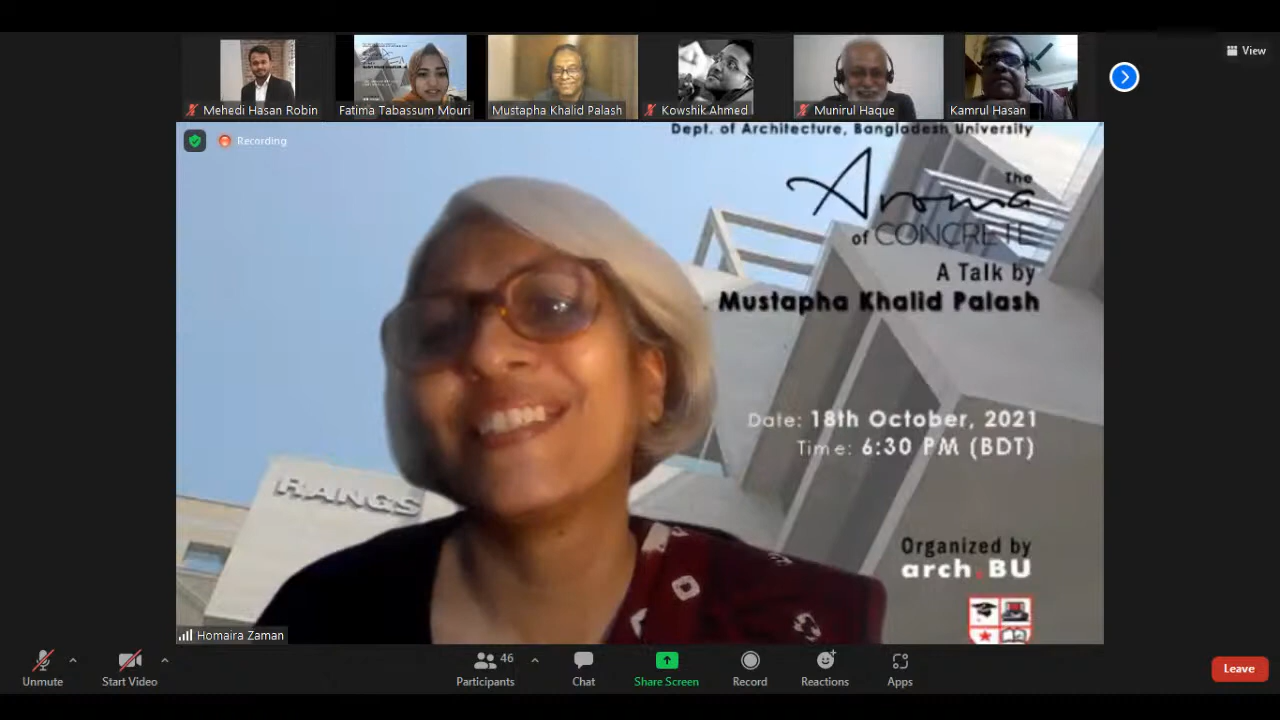 View
Mehedi Hasan Robin
Fatima Tabassum Mouri
Mustapha Khalid Palash
Kowshik Ahmed
Munirul Haque
Kamrul Hasan
Recording
Dept. of Architecture, Bangladesh University
The
Aroma
of CONCRETE
A Talk by
Mustapha Khalid Palash
Date: 18th October, 2021
Time: 6:30 PM (BDT)
RANGS
Organized by
arch.BU
Homaira Zaman
Unmute
Start Video
46
Participants
Chat
Share Screen
Record
Reactions
Apps
Leave